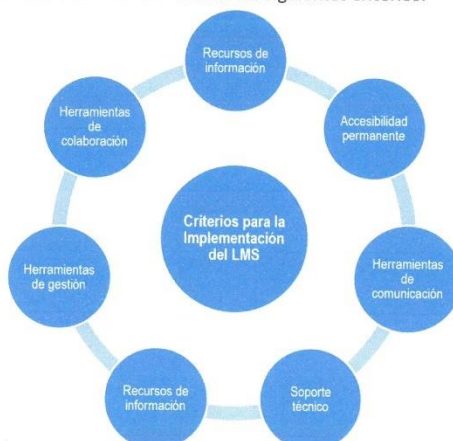 Recursos de
información
Accesibilidad
permanente
Herramientas
de
comunicación
Soporte
técnico
Recursos de
información
Herramientas
de gestión
Herramientas
de
colaboración
Criterios para la
Implementación
del LMS